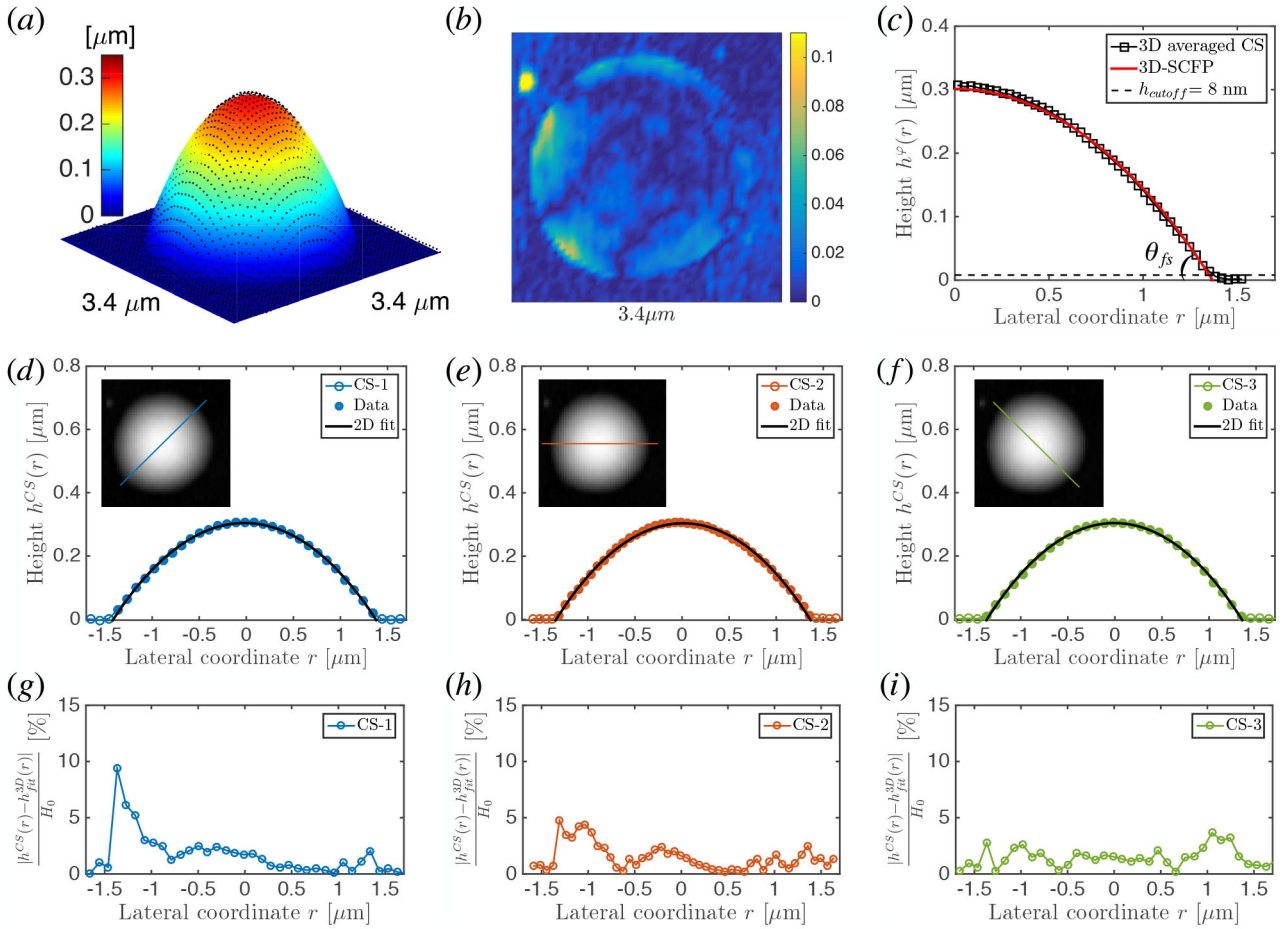 (a)
[μm]
0.3
0.2
0.1
0
3.4 μm
3.4 μm
(b)
0.1
0.08
0.06
0.04
0.02
0
3.4μm
(c)
0.4
0.3
0.2
0.1
0
Height h^φ(r) [μm]
3D averaged CS
3D-SCFP
h_cutoff = 8 nm
θ_fs
0 0.5 1 1.5
Lateral coordinate r [μm]
(d)
0.8
0.6
0.4
0.2
0
Height h^CS(r) [μm]
CS-1
Data
2D fit
-1.5 -1 -0.5 0 0.5 1 1.5
Lateral coordinate r [μm]
(e)
0.8
0.6
0.4
0.2
0
Height h^CS(r) [μm]
CS-2
Data
2D fit
-1.5 -1 -0.5 0 0.5 1 1.5
Lateral coordinate r [μm]
(f)
0.8
0.6
0.4
0.2
0
Height h^CS(r) [μm]
CS-3
Data
2D fit
-1.5 -1 -0.5 0 0.5 1 1.5
Lateral coordinate r [μm]
(g)
15
10
5
0
|h^CS(r)−h^3D_fit(r)| / H_0 [%]
CS-1
-1.5 -1 -0.5 0 0.5 1 1.5
Lateral coordinate r [μm]
(h)
15
10
5
0
|h^CS(r)−h^3D_fit(r)| / H_0 [%]
CS-2
-1.5 -1 -0.5 0 0.5 1 1.5
Lateral coordinate r [μm]
(i)
15
10
5
0
|h^CS(r)−h^3D_fit(r)| / H_0 [%]
CS-3
-1.5 -1 -0.5 0 0.5 1 1.5
Lateral coordinate r [μm]